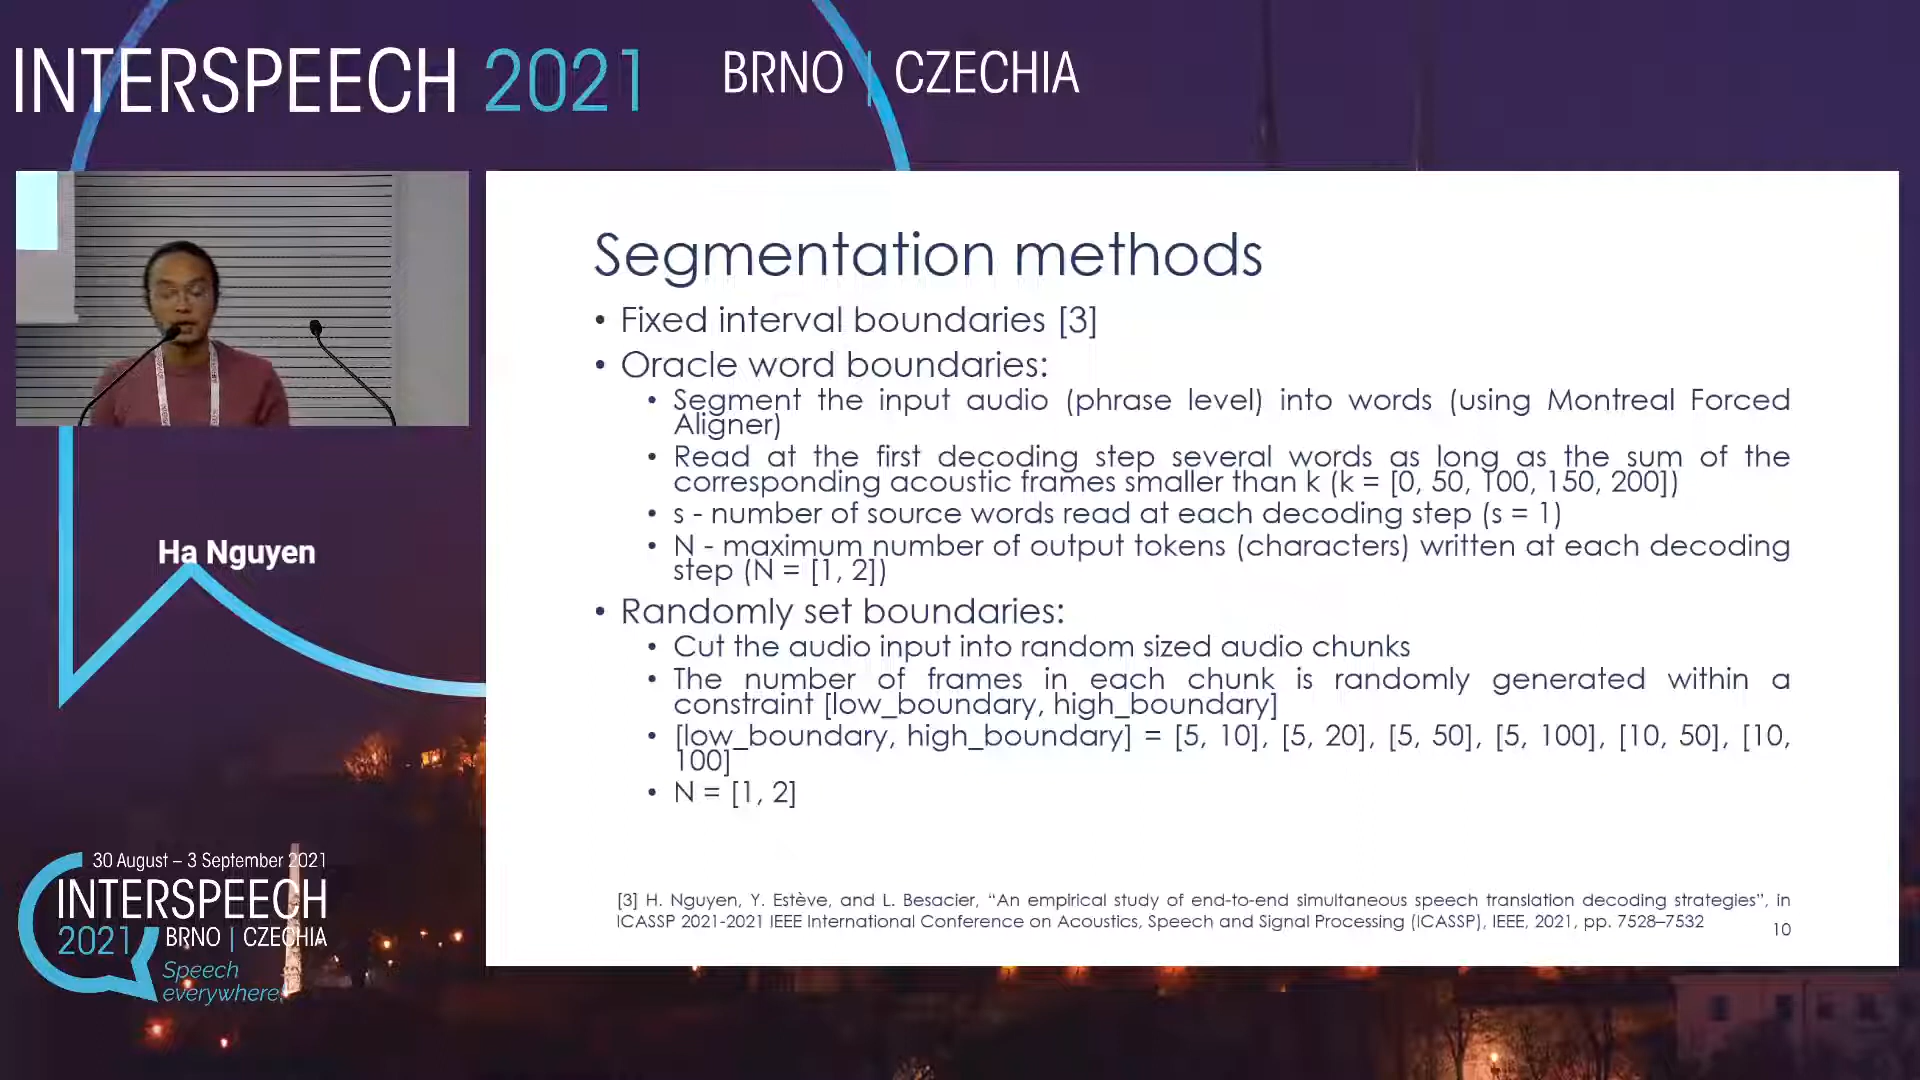 INTERSPEECH 2021 BRNO | CZECHIA
Segmentation methods
• Fixed interval boundaries [3]
• Oracle word boundaries:
• Segment the input audio (phrase level) into words (using Montreal Forced
Aligner)
• Read at the first decoding step several words as long as the sum of the
corresponding acoustic frames smaller than k (k = [0, 50, 100, 150, 200])
• s - number of source words read at each decoding step (s = 1)
• N - maximum number of output tokens (characters) written at each decoding
step (N = [1, 2])
• Randomly set boundaries:
• Cut the audio input into random sized audio chunks
• The number of frames in each chunk is randomly generated within a
constraint [low_boundary, high_boundary]
• [low_boundary, high_boundary] = [5, 10], [5, 20], [5, 50], [5, 100], [10, 50], [10,
100]
• N = [1, 2]
[3] H. Nguyen, Y. Estève, and L. Besacier, “An empirical study of end-to-end simultaneous speech translation decoding strategies”, in
ICASSP 2021-2021 IEEE International Conference on Acoustics, Speech and Signal Processing (ICASSP), IEEE, 2021, pp. 7528–7532
10
Ha Nguyen
30 August – 3 September 2021
INTERSPEECH
2021 BRNO | CZECHIA
Speech
everywhere!